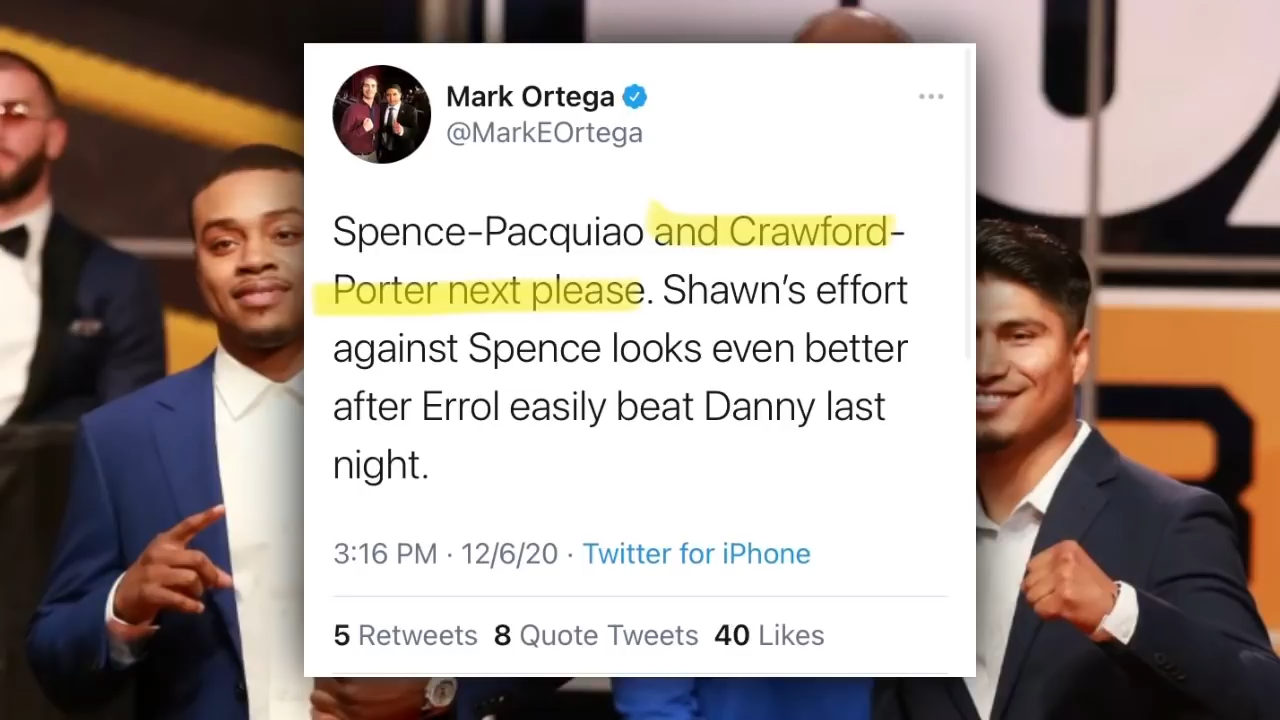 Mark Ortega
@MarkEOrtega
Spence-Pacquiao and Crawford-
Porter next please. Shawn's effort
against Spence looks even better
after Errol easily beat Danny last
night.
3:16 PM · 12/6/20 · Twitter for iPhone
5 Retweets 8 Quote Tweets 40 Likes